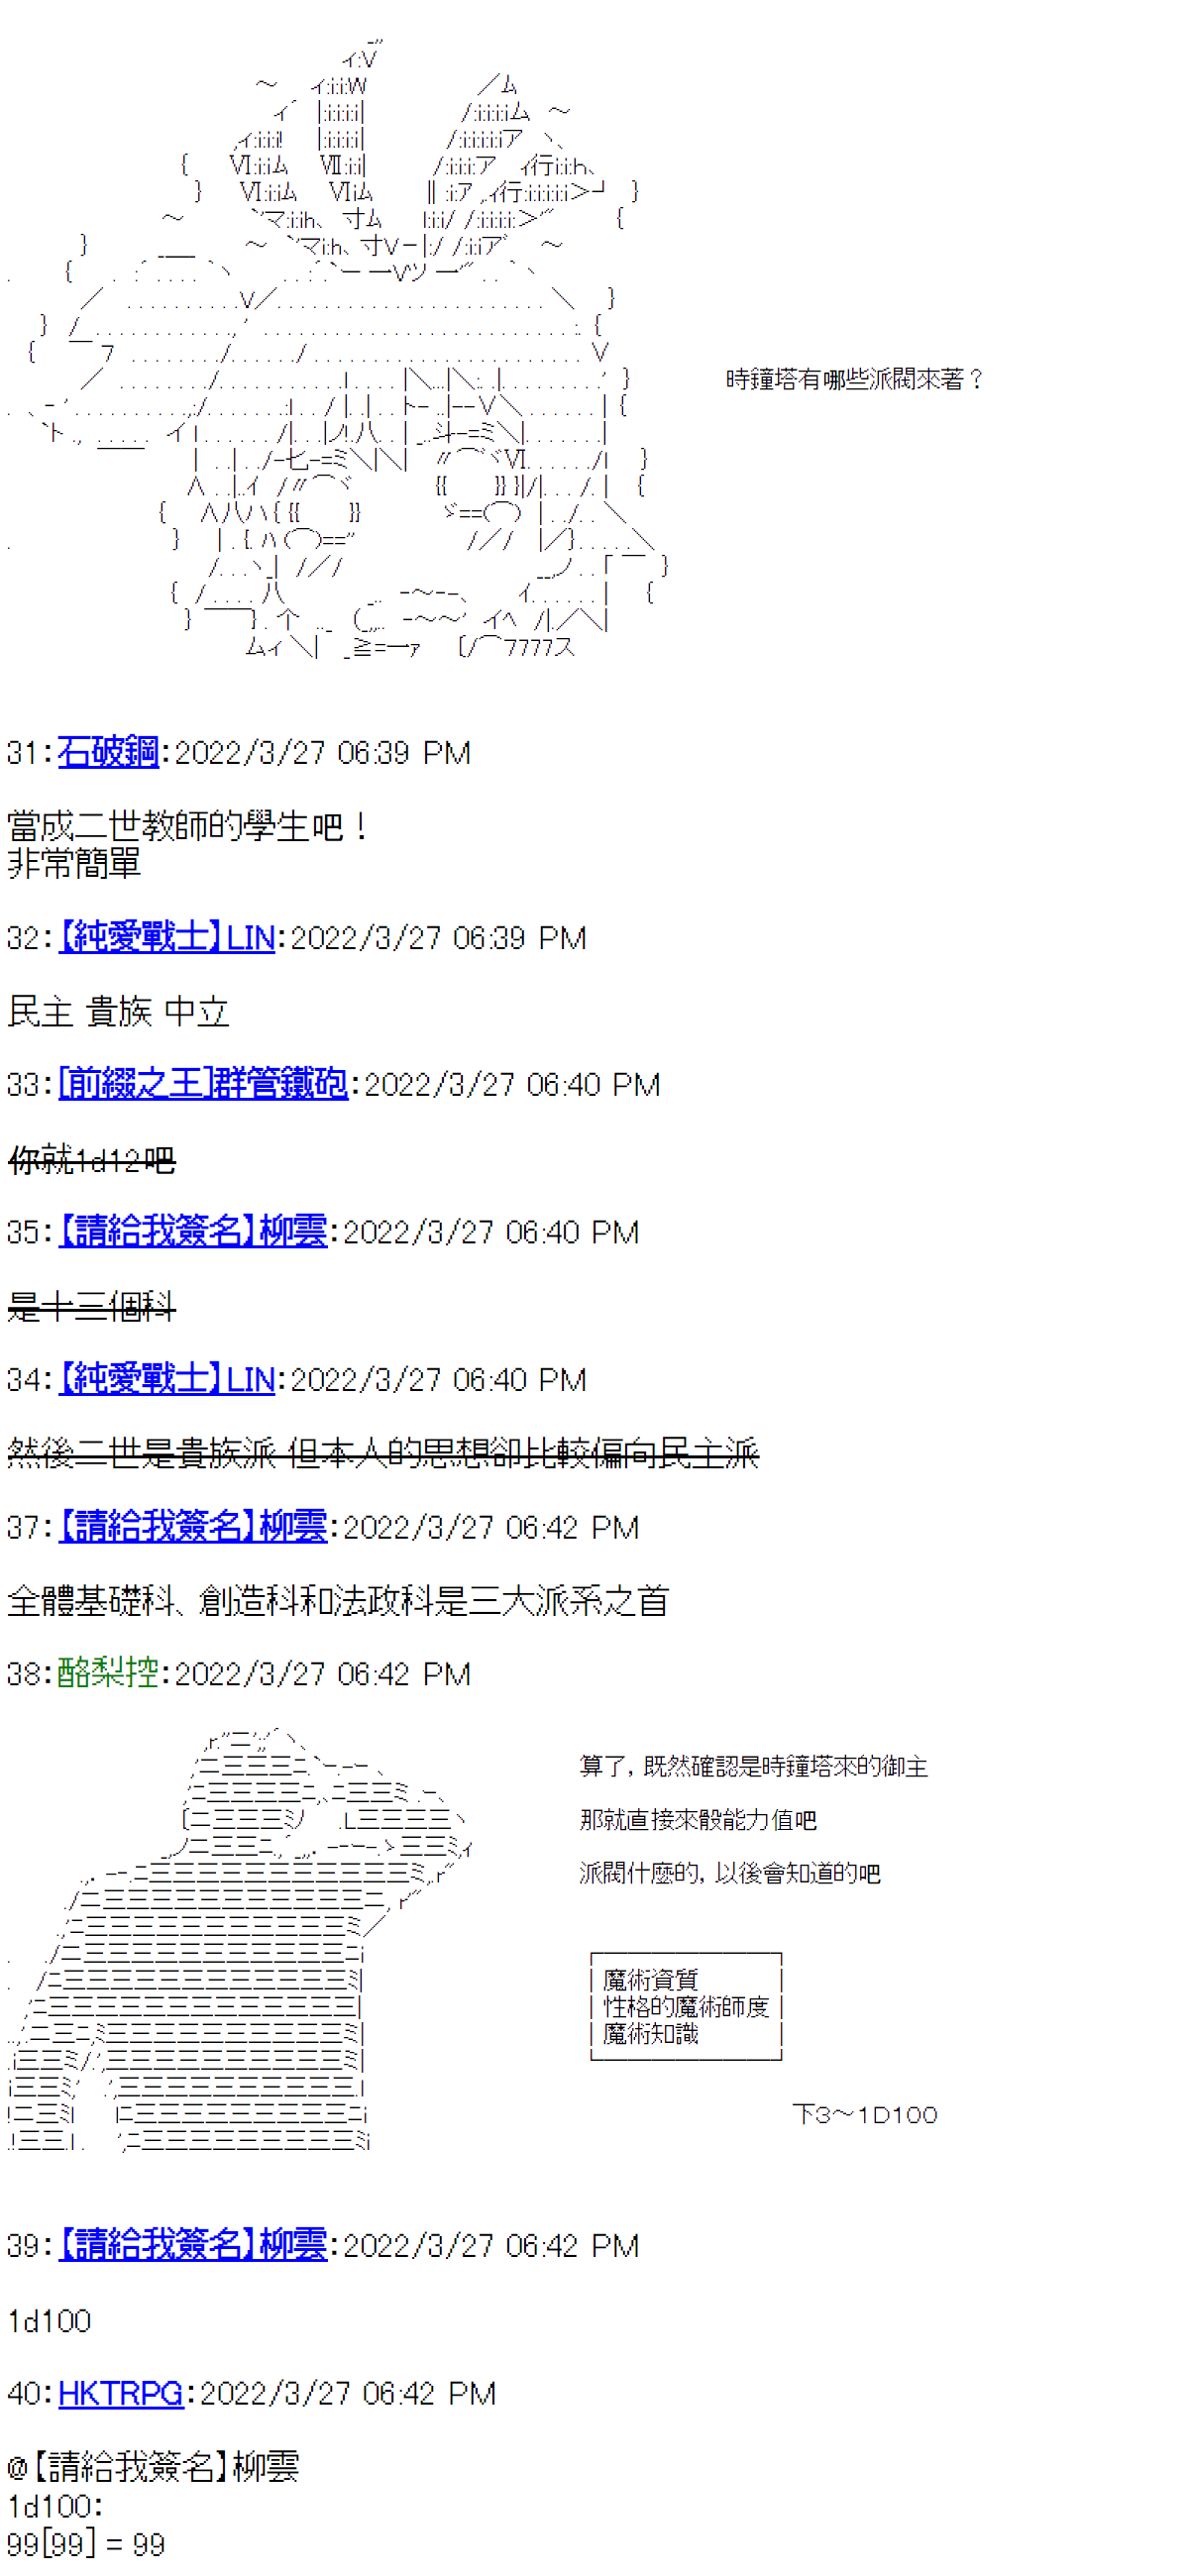 時鐘塔有哪些派閥來著？
31：石破鋼：2022/3/27 06:39 PM
當成二世教師的學生吧！
非常簡單
32：【純愛戰士】LIN：2022/3/27 06:39 PM
民主 貴族 中立
33：[前綴之王]群管鐵砲：2022/3/27 06:40 PM
你就1d12吧
35：【請給我簽名】柳雲：2022/3/27 06:40 PM
是十三個科
34：【純愛戰士】LIN：2022/3/27 06:40 PM
然後二世是貴族派 但本人的思想卻比較偏向民主派
37：【請給我簽名】柳雲：2022/3/27 06:42 PM
全體基礎科、創造科和法政科是三大派系之首
38：酪梨控：2022/3/27 06:42 PM
算了，既然確認是時鐘塔來的御主
那就直接來骰能力值吧
派閥什麼的，以後會知道的吧
魔術資質
性格的魔術師度
魔術知識
下3～1D100
39：【請給我簽名】柳雲：2022/3/27 06:42 PM
1d100
40：HKTRPG：2022/3/27 06:42 PM
@【請給我簽名】柳雲
1d100：
99[99] = 99